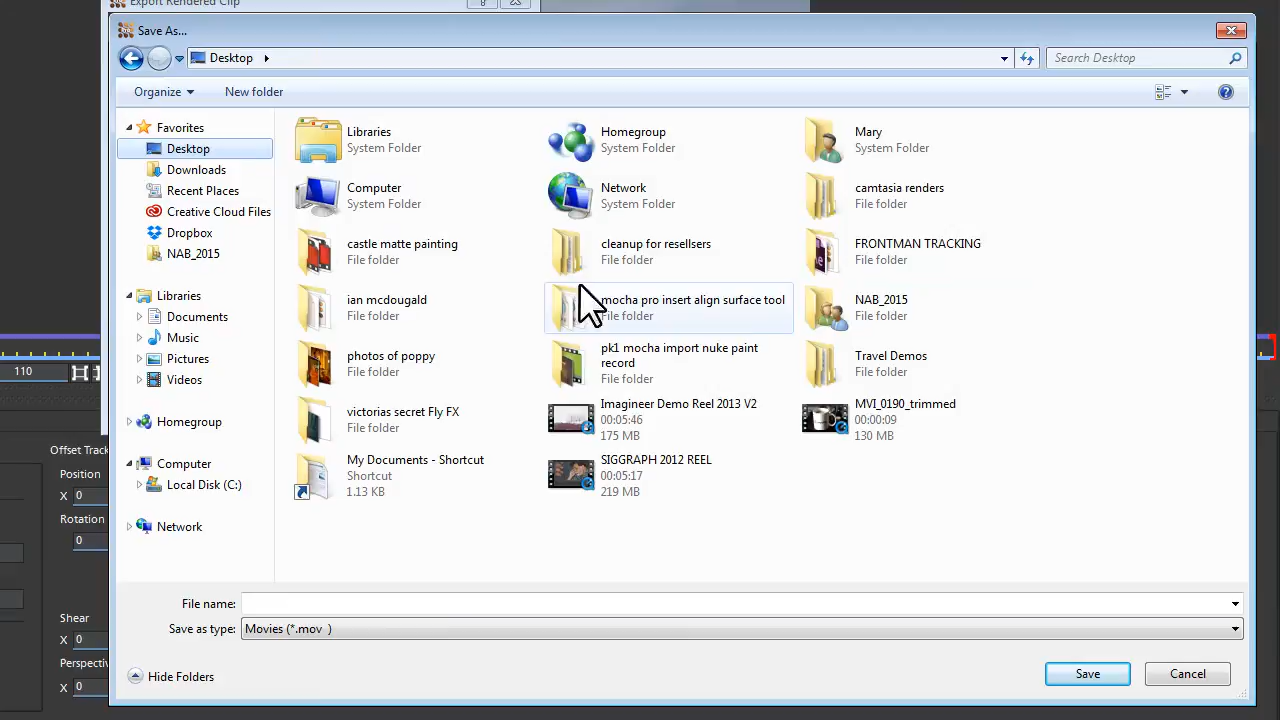 Export Rendered Clip
Save As...
Desktop
Search Desktop
Organize
New folder
Favorites
Desktop
Downloads
Recent Places
Creative Cloud Files
Dropbox
NAB_2015
Libraries
Documents
Music
Pictures
Videos
Homegroup
Computer
Local Disk (C:)
Network
Libraries
System Folder
Homegroup
System Folder
Mary
System Folder
Computer
System Folder
Network
System Folder
camtasia renders
File folder
castle matte painting
File folder
cleanup for resellsers
File folder
FRONTMAN TRACKING
File folder
ian mcdougald
File folder
mocha pro insert align surface tool
File folder
NAB_2015
File folder
photos of poppy
File folder
pk1 mocha import nuke paint
record
File folder
Travel Demos
File folder
victorias secret Fly FX
File folder
Imagineer Demo Reel 2013 V2
00:05:46
175 MB
MVI_0190_trimmed
00:00:09
130 MB
My Documents - Shortcut
Shortcut
1.13 KB
SIGGRAPH 2012 REEL
00:05:17
219 MB
File name:
Save as type:
Movies (*.mov )
Hide Folders
Save
Cancel
110
Offset Track
Position
X 0
Rotation
0
Shear
X 0
Perspectiv
X 0